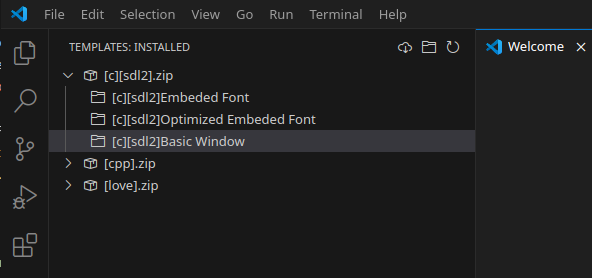 File Edit Selection View Go Run Terminal Help
TEMPLATES: INSTALLED
Welcome
[c][sdl2].zip
[c][sdl2]Embeded Font
[c][sdl2]Optimized Embeded Font
[c][sdl2]Basic Window
[cpp].zip
[love].zip